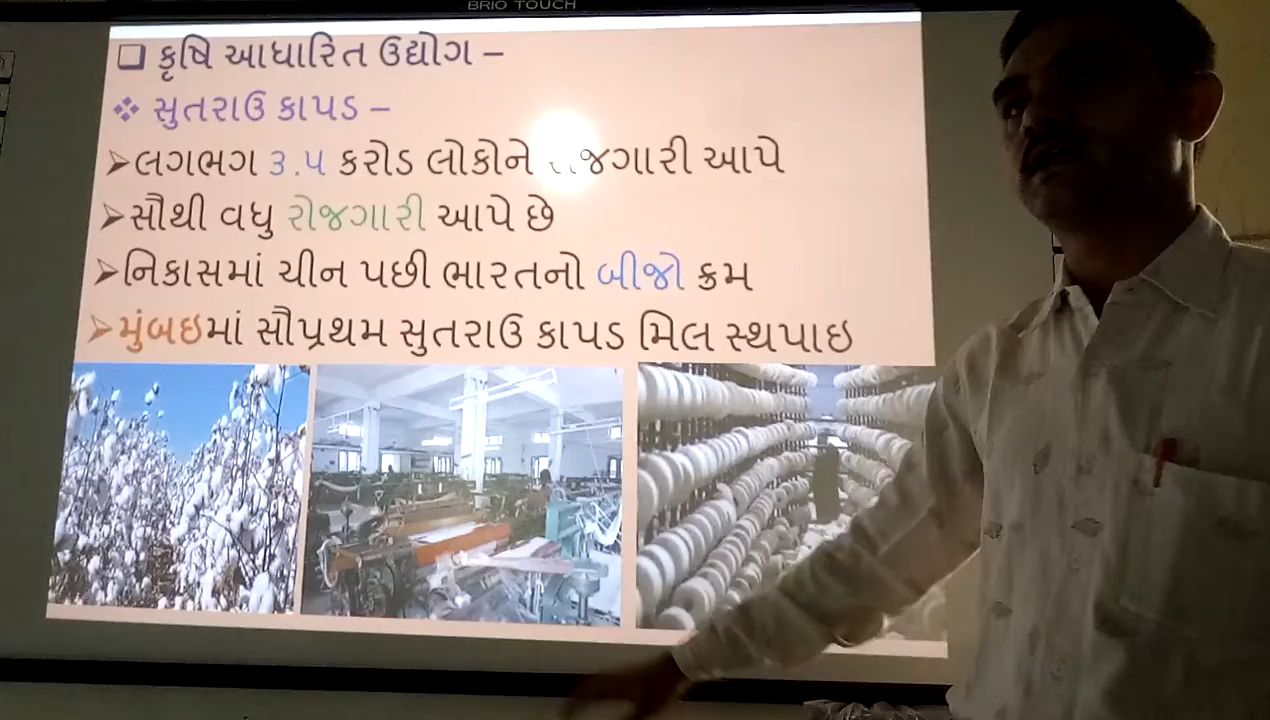 BRIO TOUCH
કૃષિ આધારિત ઉદ્યોગ –
સુતરાઉ કાપડ –
લગભગ ૩.૫ કરોડ લોકોને રોજગારી આપે
સૌથી વધુ રોજગારી આપે છે
નિકાસમાં ચીન પછી ભારતનો બીજો ક્રમ
મુંબઇમાં સૌપ્રથમ સુતરાઉ કાપડ મિલ સ્થપાઇ